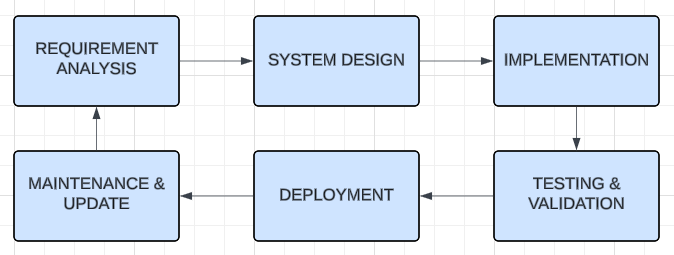 REQUIREMENT
ANALYSIS
SYSTEM DESIGN
IMPLEMENTATION
MAINTENANCE &
UPDATE
DEPLOYMENT
TESTING &
VALIDATION